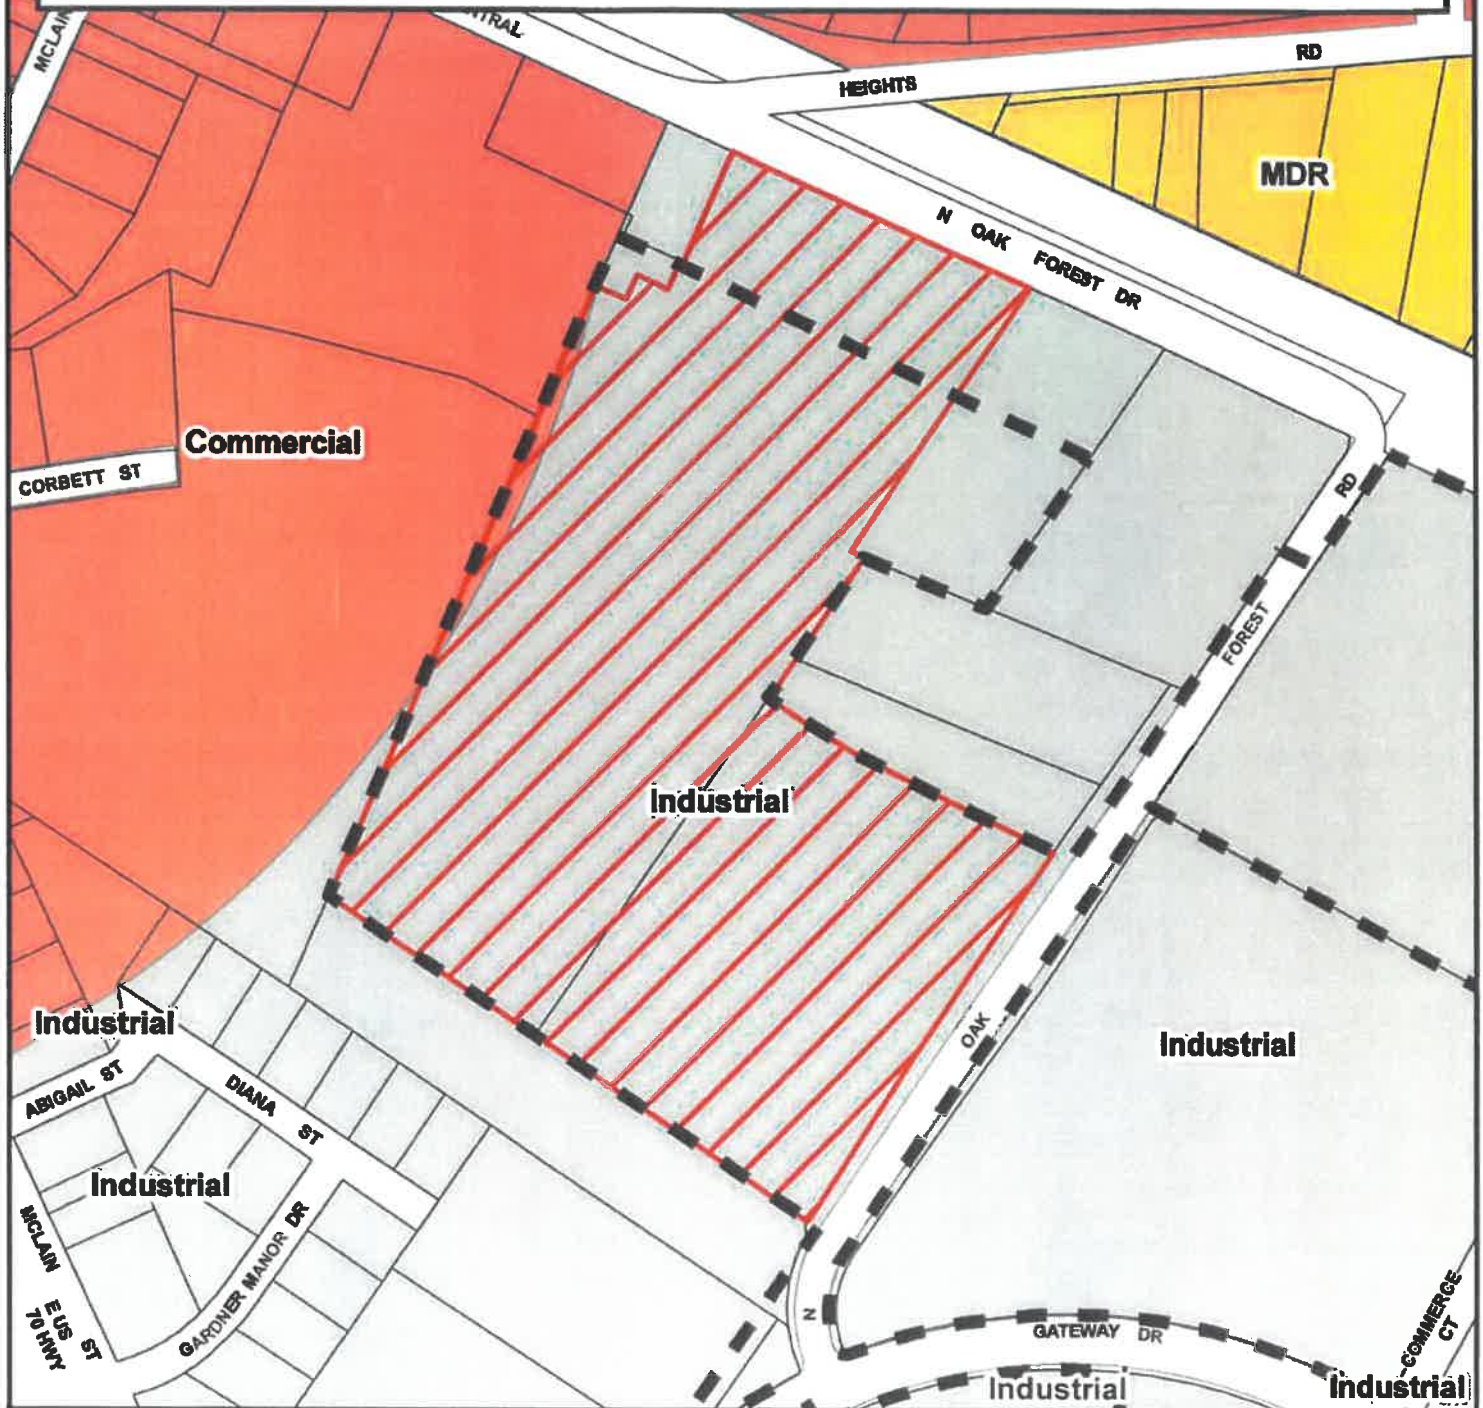 MCLAIN
RD
HEIGHTS
MDR
N OAK FOREST DR
Commercial
CORBETT ST
RD
FOREST
Industrial
OAK
Industrial
Industrial
ABIGAIL ST
DIANA ST
Industrial
MCLAIN ST
E US 70 HWY
GARDNER MANOR DR
N
GATEWAY DR
COMMERCE CT
Industrial
Industrial